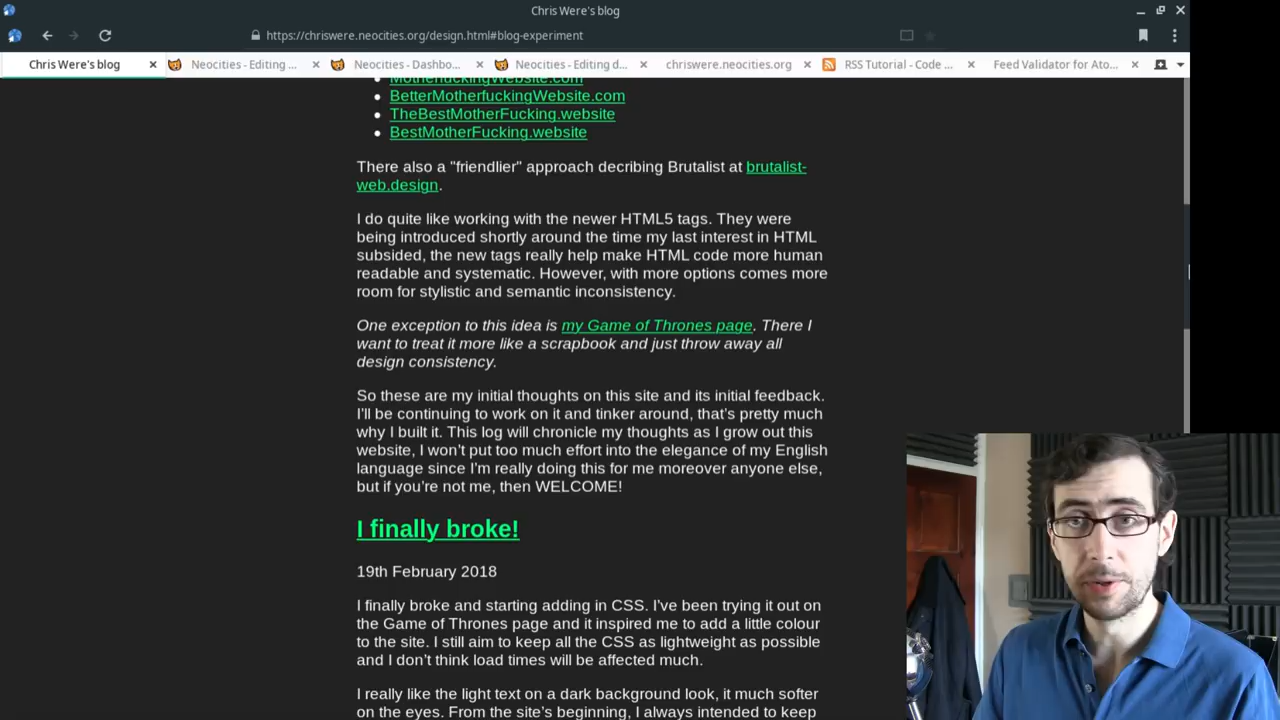 Chris Were's blog
https://chriswere.neocities.org/design.html#blog-experiment
Chris Were's blog
Neocities - Editing ...
Neocities - Dashbo...
Neocities - Editing d...
chriswere.neocities.org
RSS Tutorial - Code ...
Feed Validator for Ato...
MotherfuckingWebsite.com
BetterMotherfuckingWebsite.com
TheBestMotherFucking.website
BestMotherFucking.website
There also a "friendlier" approach decribing Brutalist at brutalist-
web.design.
I do quite like working with the newer HTML5 tags. They were
being introduced shortly around the time my last interest in HTML
subsided, the new tags really help make HTML code more human
readable and systematic. However, with more options comes more
room for stylistic and semantic inconsistency.
One exception to this idea is my Game of Thrones page. There I
want to treat it more like a scrapbook and just throw away all
design consistency.
So these are my initial thoughts on this site and its initial feedback.
I'll be continuing to work on it and tinker around, that's pretty much
why I built it. This log will chronicle my thoughts as I grow out this
website, I won't put too much effort into the elegance of my English
language since I'm really doing this for me moreover anyone else,
but if you're not me, then WELCOME!
I finally broke!
19th February 2018
I finally broke and starting adding in CSS. I've been trying it out on
the Game of Thrones page and it inspired me to add a little colour
to the site. I still aim to keep all the CSS as lightweight as possible
and I don't think load times will be affected much.
I really like the light text on a dark background look, it much softer
on the eyes. From the site's beginning, I always intended to keep